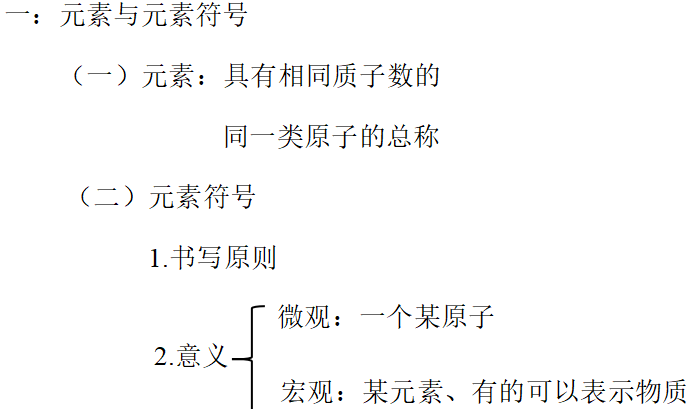 一：元素与元素符号
（一）元素：具有相同质子数的
同一类原子的总称
（二）元素符号
1.书写原则
微观：一个某原子
2.意义
宏观：某元素、有的可以表示物质